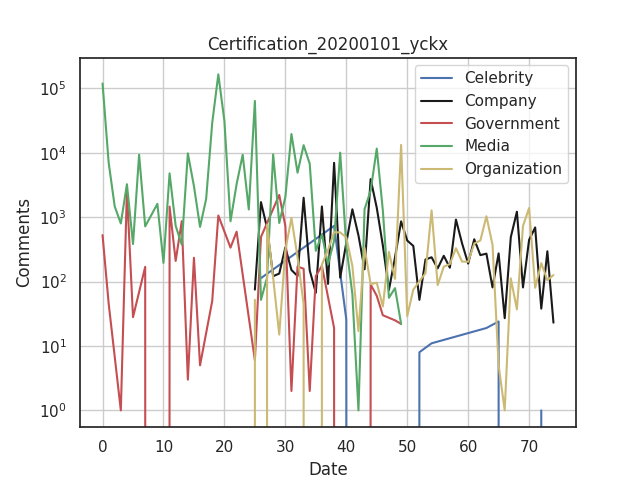 Certification_20200101_yckx
Comments
10⁵
10⁴
10³
10²
10¹
10⁰
Celebrity
Company
Government
Media
Organization
0 10 20 30 40 50 60 70
Date